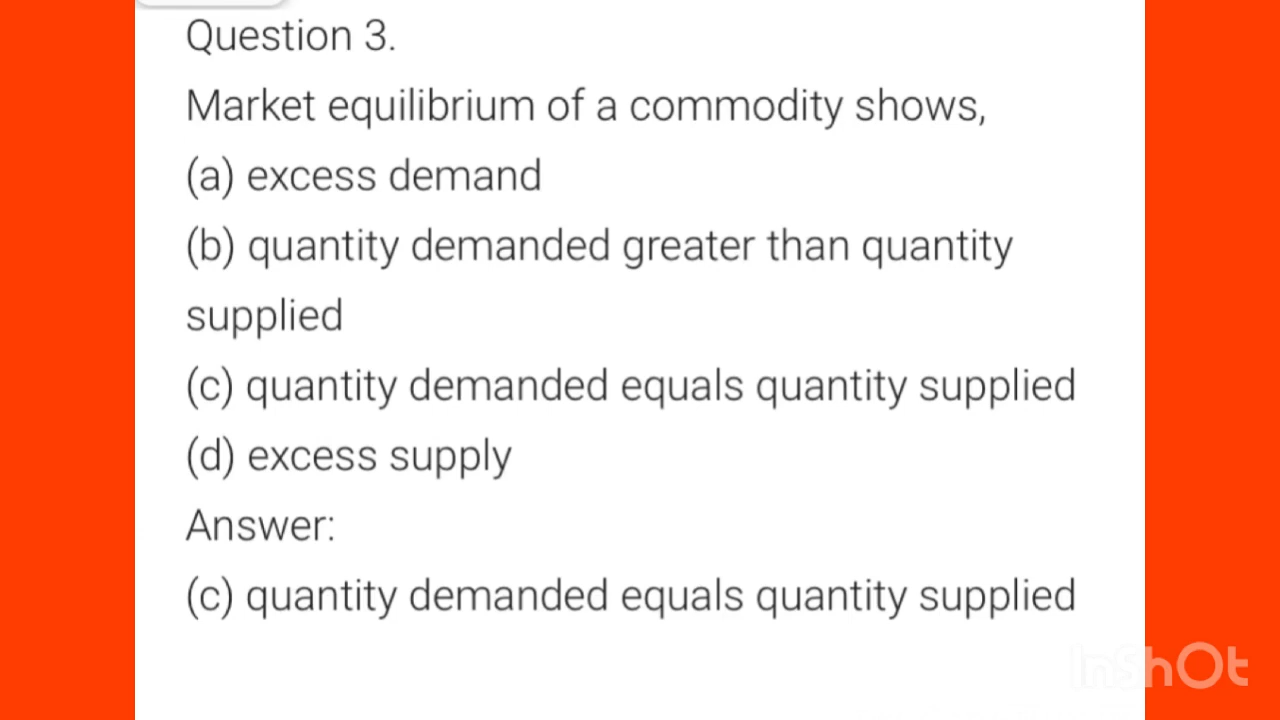 Question 3.
Market equilibrium of a commodity shows,
(a) excess demand
(b) quantity demanded greater than quantity
supplied
(c) quantity demanded equals quantity supplied
(d) excess supply
Answer:
(c) quantity demanded equals quantity supplied
InShOt